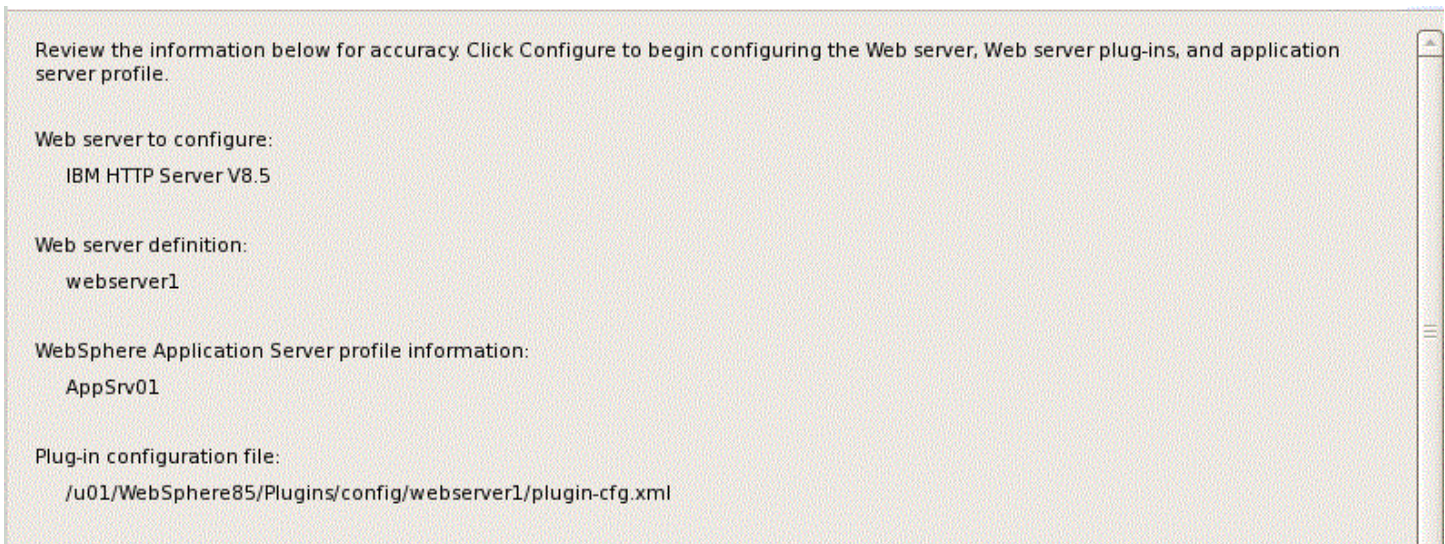 Review the information below for accuracy. Click Configure to begin configuring the Web server, Web server plug-ins, and application
server profile.
Web server to configure:
IBM HTTP Server V8.5
Web server definition:
webserver1
WebSphere Application Server profile information:
AppSrv01
Plug-in configuration file:
/u01/WebSphere85/Plugins/config/webserver1/plugin-cfg.xml